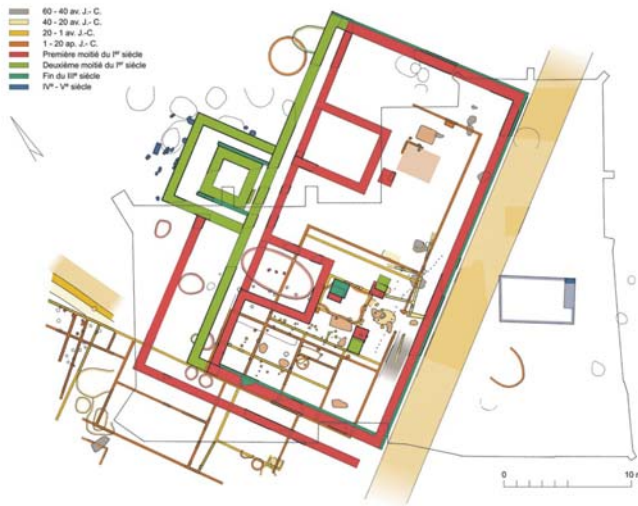 60 - 40 av. J.- C.
40 - 20 av. J.- C.
20 - 1 av. J.-C.
1 - 20 ap. J.- C.
Première moitié du Iᵉʳ siècle
Deuxième moitié du Iᵉʳ siècle
Fin du IIIᵉ siècle
IVᵉ - Vᵉ siècle
0 10 m